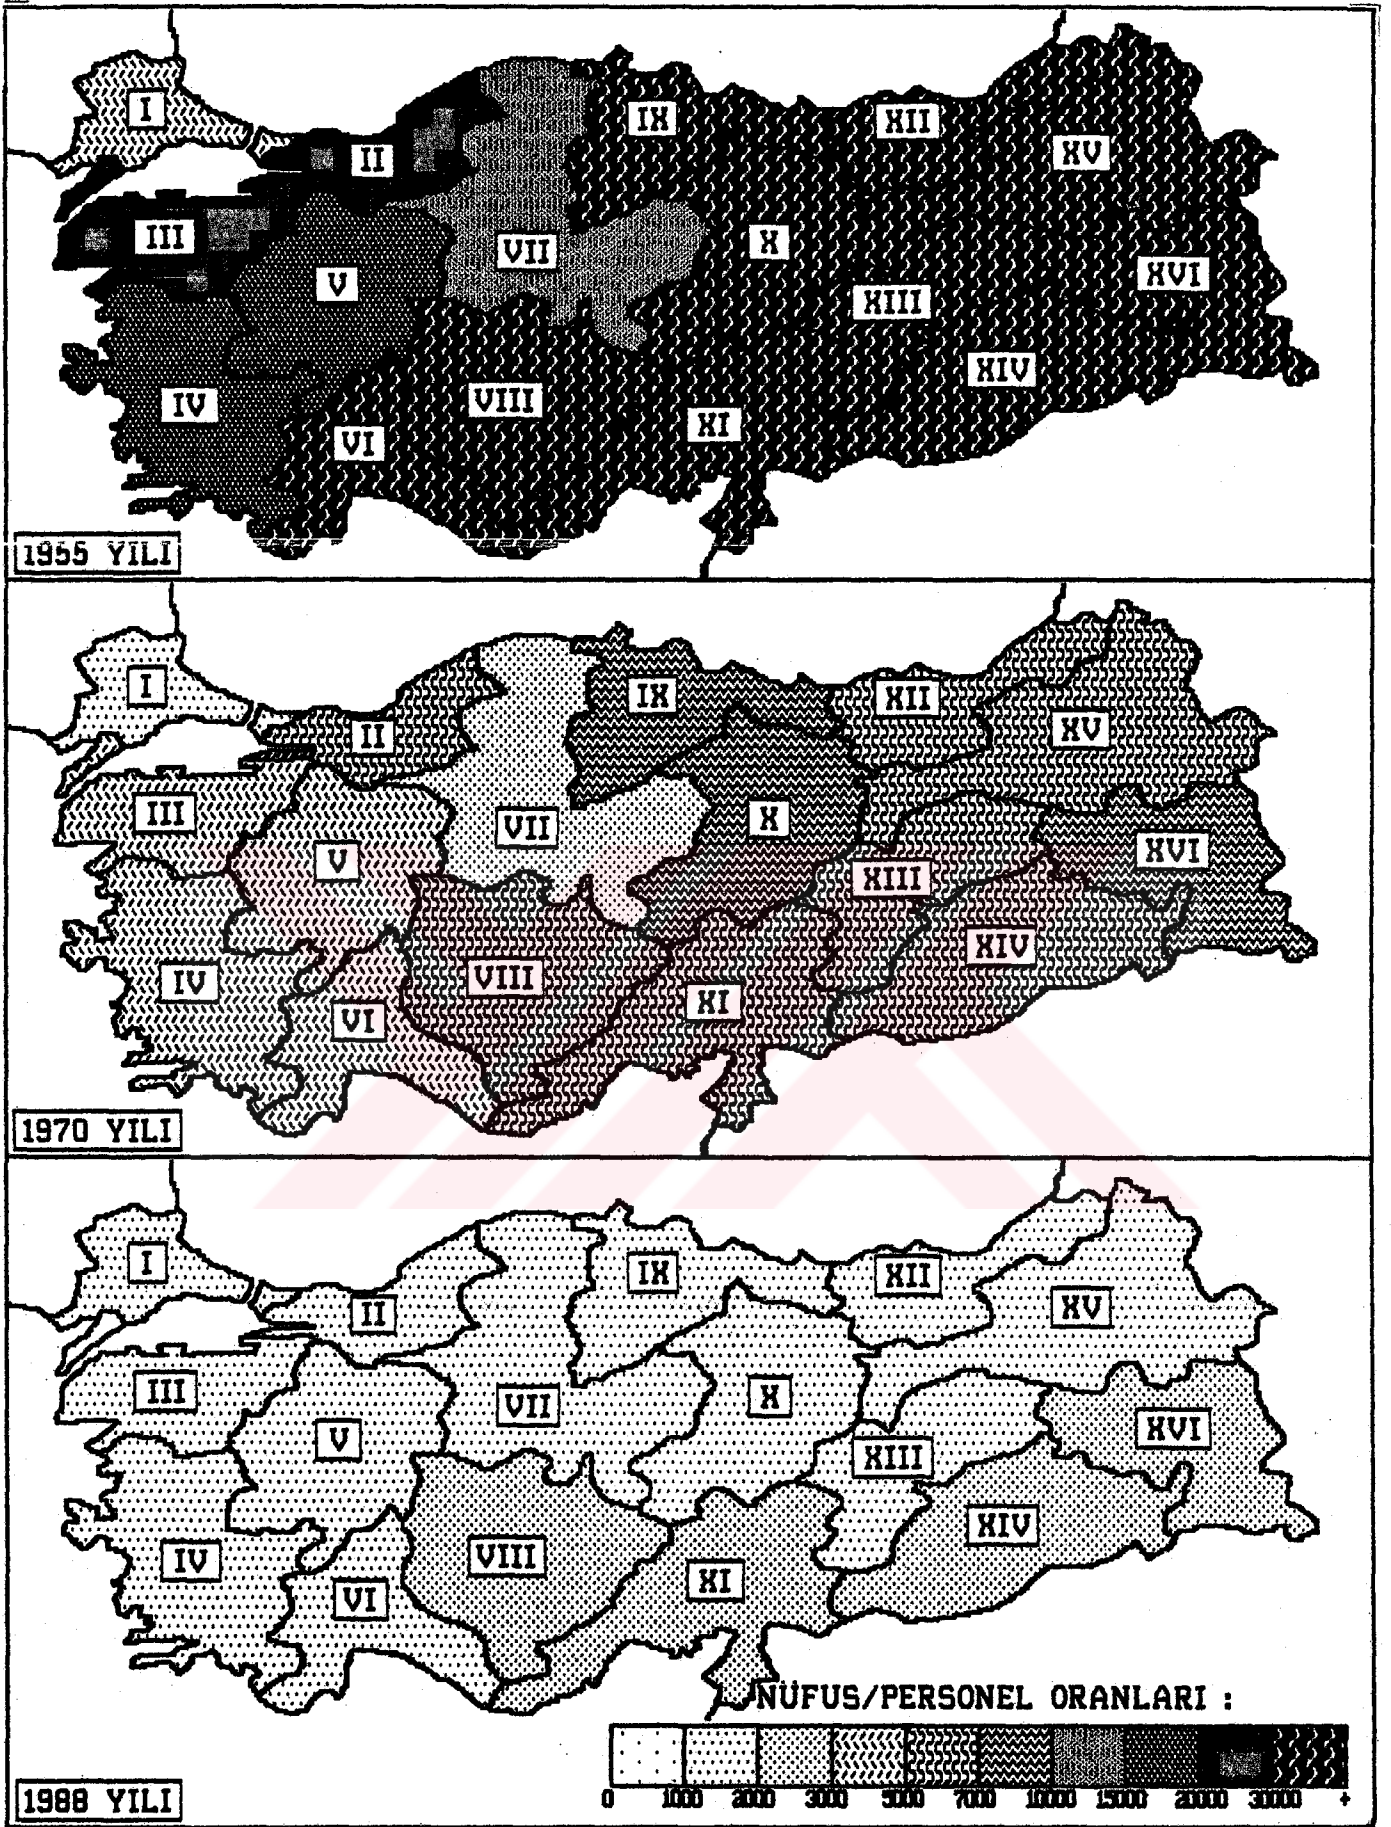 I
II
III
IV
V
VI
VII
VIII
IX
X
XI
XII
XIII
XIV
XV
XVI
1955 YILI
I
II
III
IV
V
VI
VII
VIII
IX
X
XI
XII
XIII
XIV
XV
XVI
1970 YILI
I
II
III
IV
V
VI
VII
VIII
IX
X
XI
XII
XIII
XIV
XV
XVI
NÜFUS/PERSONEL ORANLARI :
0 1000 2000 3000 5000 7000 10000 15000 20000 30000 +
1988 YILI